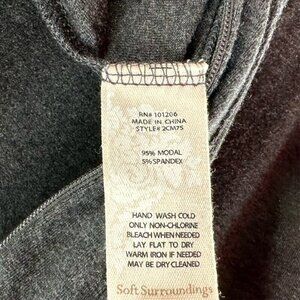 RN# 101206
MADE IN CHINA
STYLE# 2CM75
95% MODAL
5% SPANDEX
HAND WASH COLD
ONLY NON-CHLORINE
BLEACH WHEN NEEDED
LAY FLAT TO DRY
WARM IRON IF NEEDED
MAY BE DRY CLEANED
Soft Surroundings